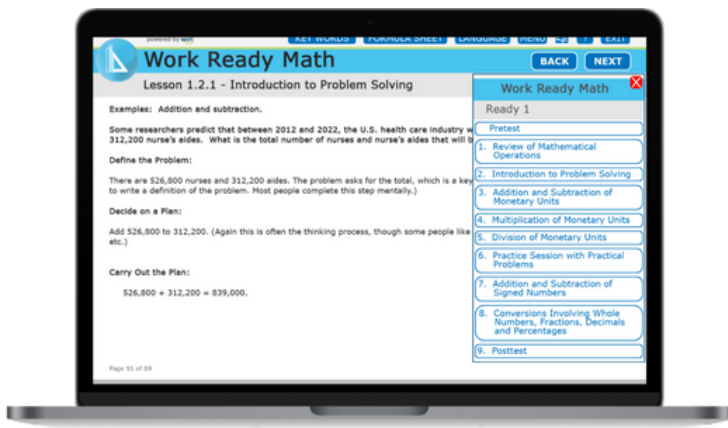 powered by win
KEY WORDS FORMULA SHEET LANGUAGE MENU ? EXIT
Work Ready Math
BACK NEXT
Lesson 1.2.1 - Introduction to Problem Solving
Examples: Addition and subtraction.
Some researchers predict that between 2012 and 2022, the U.S. health care industry w
312,200 nurse's aides. What is the total number of nurses and nurse's aides that will b
Define the Problem:
There are 526,800 nurses and 312,200 aides. The problem asks for the total, which is a key
to write a definition of the problem. Most people complete this step mentally.)
Decide on a Plan:
Add 526,800 to 312,200. (Again this is often the thinking process, though some people like
etc.)
Carry Out the Plan:
526,800 + 312,200 = 839,000.
Page 51 of 69
Work Ready Math
X
Ready 1
Pretest
1. Review of Mathematical
Operations
2. Introduction to Problem Solving
3. Addition and Subtraction of
Monetary Units
4. Multiplication of Monetary Units
5. Division of Monetary Units
6. Practice Session with Practical
Problems
7. Addition and Subtraction of
Signed Numbers
8. Conversions Involving Whole
Numbers, Fractions, Decimals
and Percentages
9. Posttest